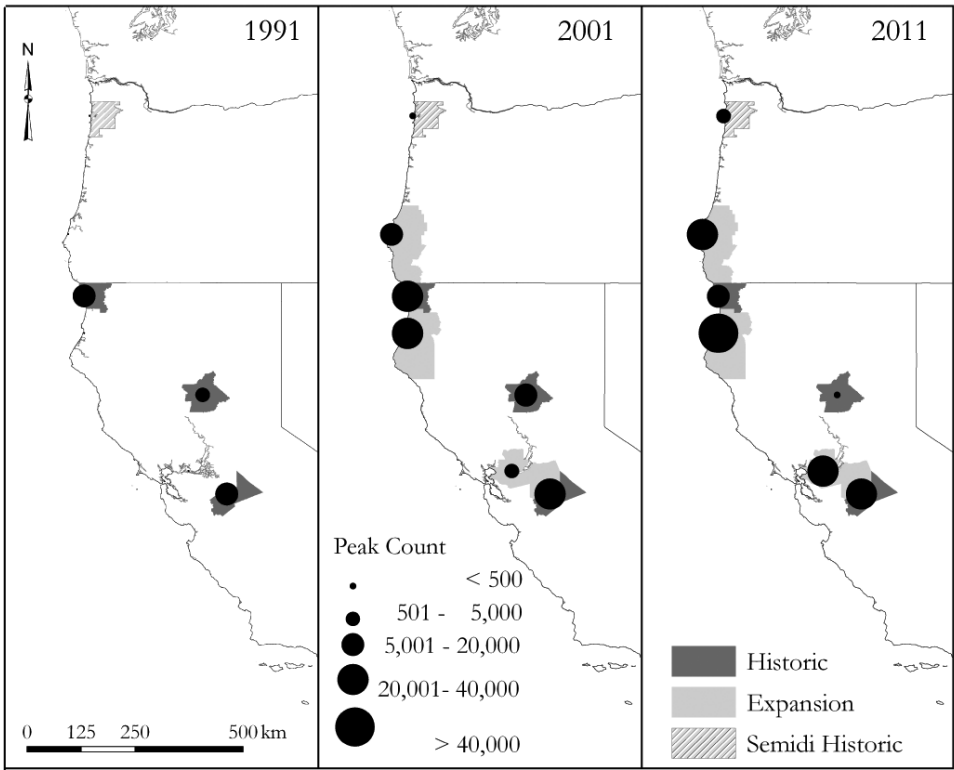 1991
2001
2011
N
Peak Count
< 500
501 - 5,000
5,001 - 20,000
20,001- 40,000
> 40,000
Historic
Expansion
Semidi Historic
0 125 250 500 km